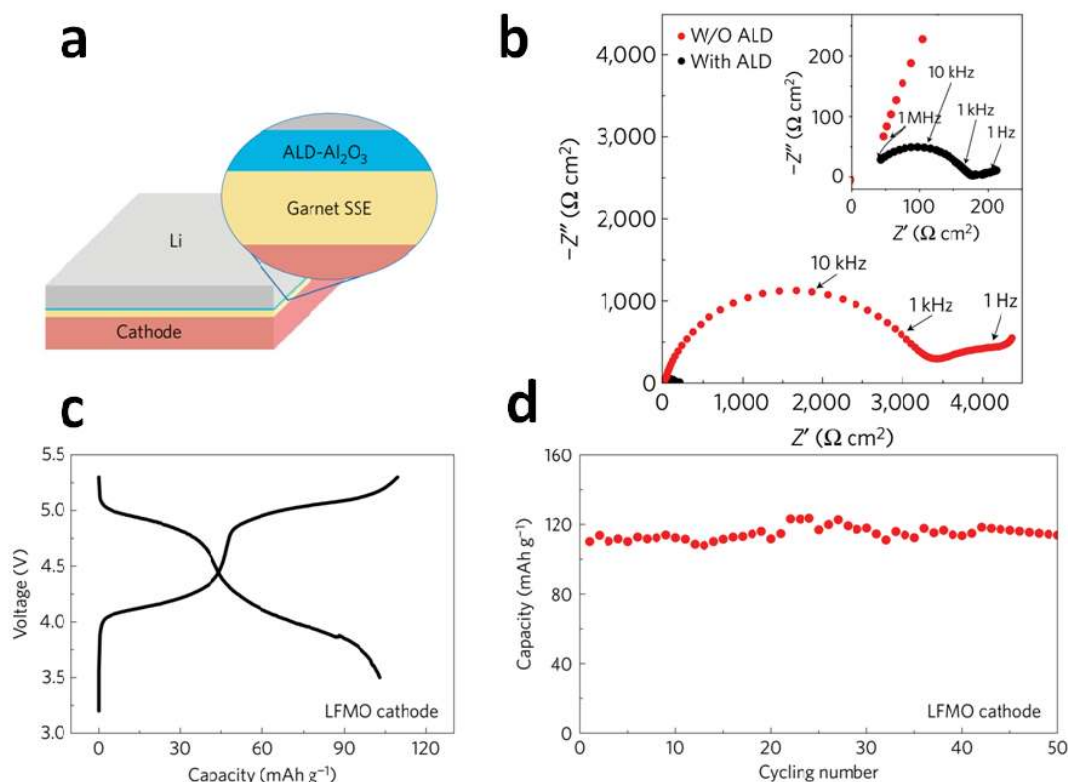 a
ALD-Al₂O₃
Garnet SSE
Li
Cathode
b
W/O ALD
With ALD
4,000
3,000
2,000
1,000
0
−Z″ (Ω cm²)
10 kHz
1 kHz
1 Hz
0 1,000 2,000 3,000 4,000
Z′ (Ω cm²)
200
100
0
−Z″ (Ω cm²)
10 kHz
1 MHz
1 kHz
1 Hz
0 100 200
Z′ (Ω cm²)
c
5.5
5.0
4.5
4.0
3.5
3.0
Voltage (V)
LFMO cathode
0 30 60 90 120
Capacity (mAh g⁻¹)
d
160
120
80
40
0
Capacity (mAh g⁻¹)
LFMO cathode
0 10 20 30 40 50
Cycling number